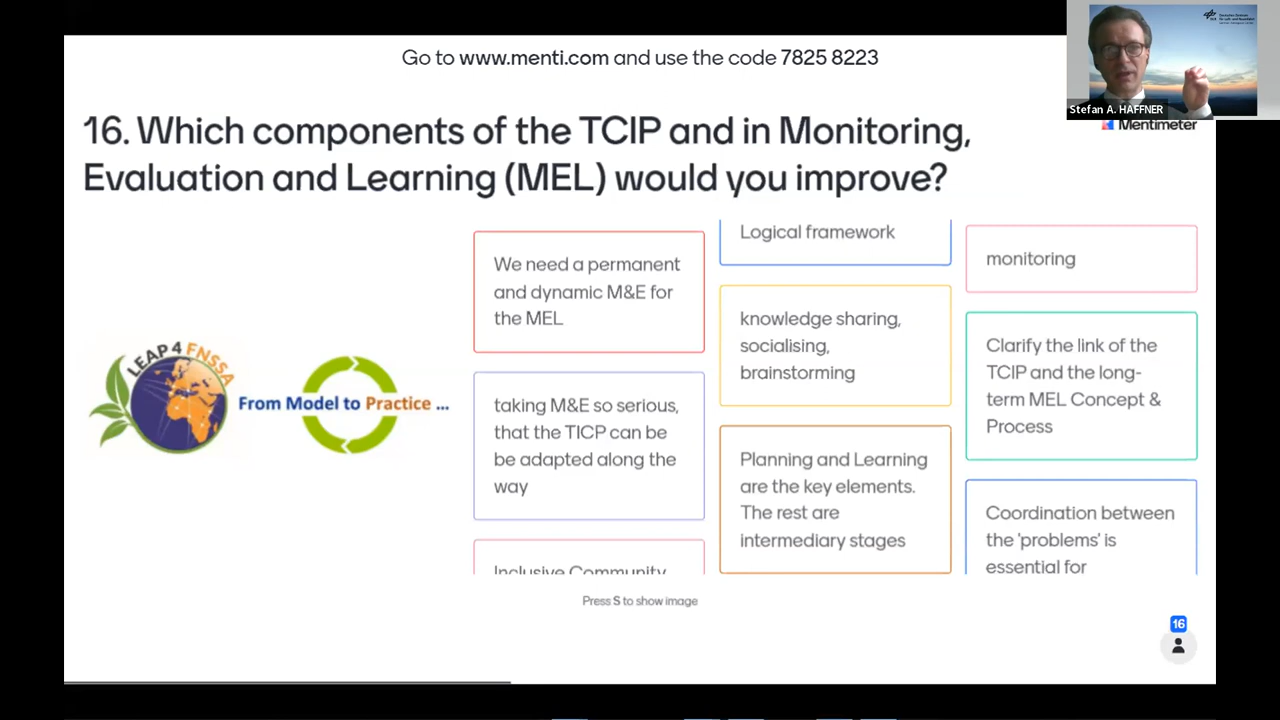 Go to www.menti.com and use the code 7825 8223
Stefan A. HAFFNER
Mentimeter
16. Which components of the TCIP and in Monitoring,
Evaluation and Learning (MEL) would you improve?
LEAP 4 FNSSA
From Model to Practice ...
We need a permanent
and dynamic M&E for
the MEL
taking M&E so serious,
that the TICP can be
be adapted along the
way
Inclusive Community
Logical framework
knowledge sharing,
socialising,
brainstorming
Planning and Learning
are the key elements.
The rest are
intermediary stages
monitoring
Clarify the link of the
TCIP and the long-
term MEL Concept &
Process
Coordination between
the 'problems' is
essential for
Press S to show image
16